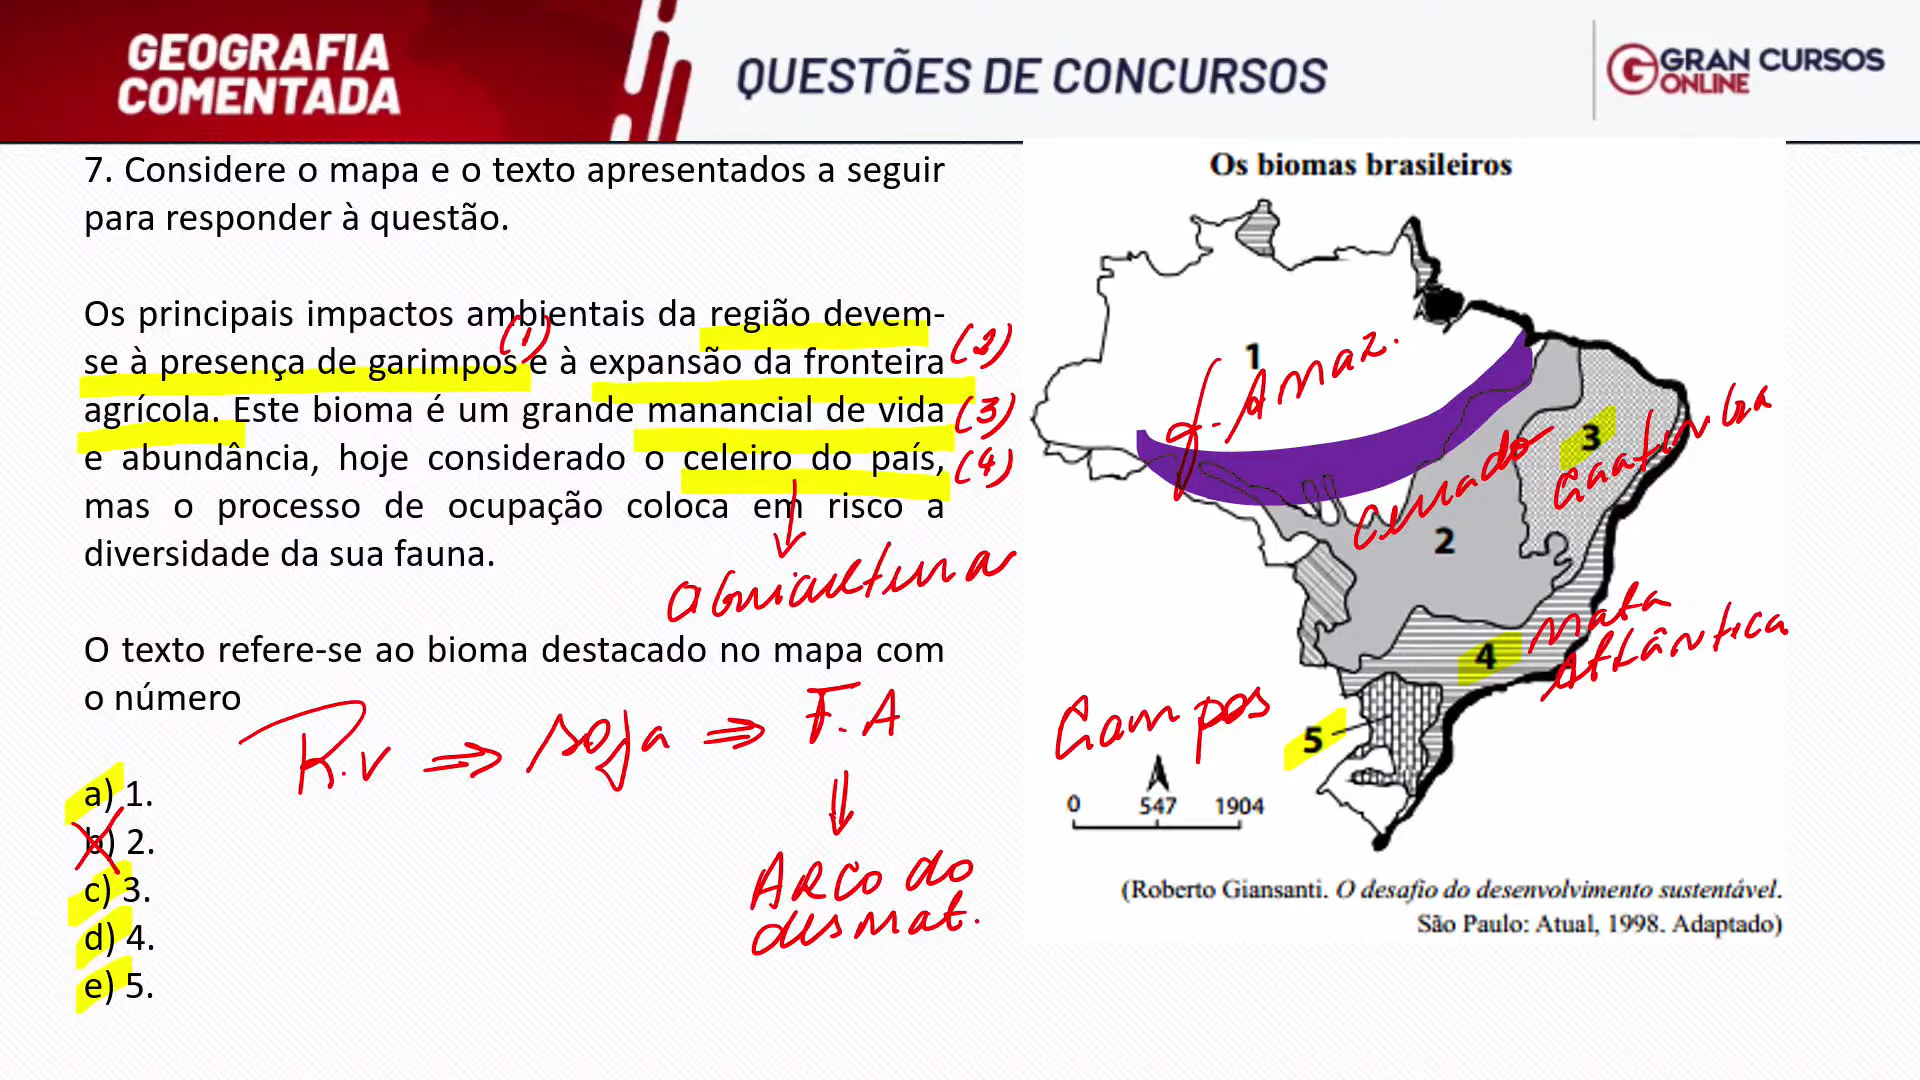 GEOGRAFIA
COMENTADA
QUESTÕES DE CONCURSOS
GRAN CURSOS
ONLINE
7. Considere o mapa e o texto apresentados a seguir
para responder à questão.
Os principais impactos ambientais da região devem-
(1)
se à presença de garimpos e à expansão da fronteira (2)
agrícola. Este bioma é um grande manancial de vida (3)
e abundância, hoje considerado o celeiro do país, (4)
mas o processo de ocupação coloca em risco a
diversidade da sua fauna.
agricultura
O texto refere-se ao bioma destacado no mapa com
o número
R.V ⇒ soja ⇒ F.A
a) 1.
b) 2.
c) 3.
d) 4.
e) 5.
ARCO do
desmat.
Os biomas brasileiros
1
f. Amaz.
3
Caatinga
Cerrado
2
4
Mata
Atlântica
Campos
5
0 547 1904
(Roberto Giansanti. O desafio do desenvolvimento sustentável.
São Paulo: Atual, 1998. Adaptado)